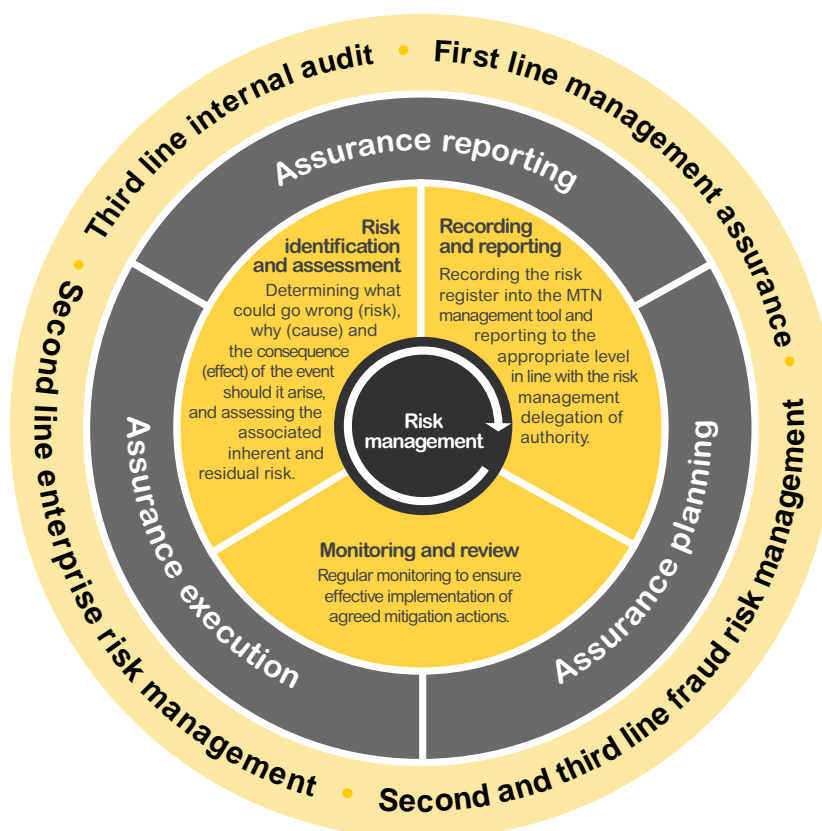 Third line internal audit • First line management assurance • Second and third line fraud risk management • Second line enterprise risk management •
Assurance reporting
Assurance planning
Assurance execution
Risk
identification
and assessment
Determining what
could go wrong (risk),
why (cause) and
the consequence
(effect) of the event
should it arise,
and assessing the
associated
inherent and
residual risk.
Recording
and reporting
Recording the risk
register into the MTN
management tool and
reporting to the
appropriate level
in line with the risk
management
delegation of
authority.
Risk
management
Monitoring and review
Regular monitoring to ensure
effective implementation of
agreed mitigation actions.